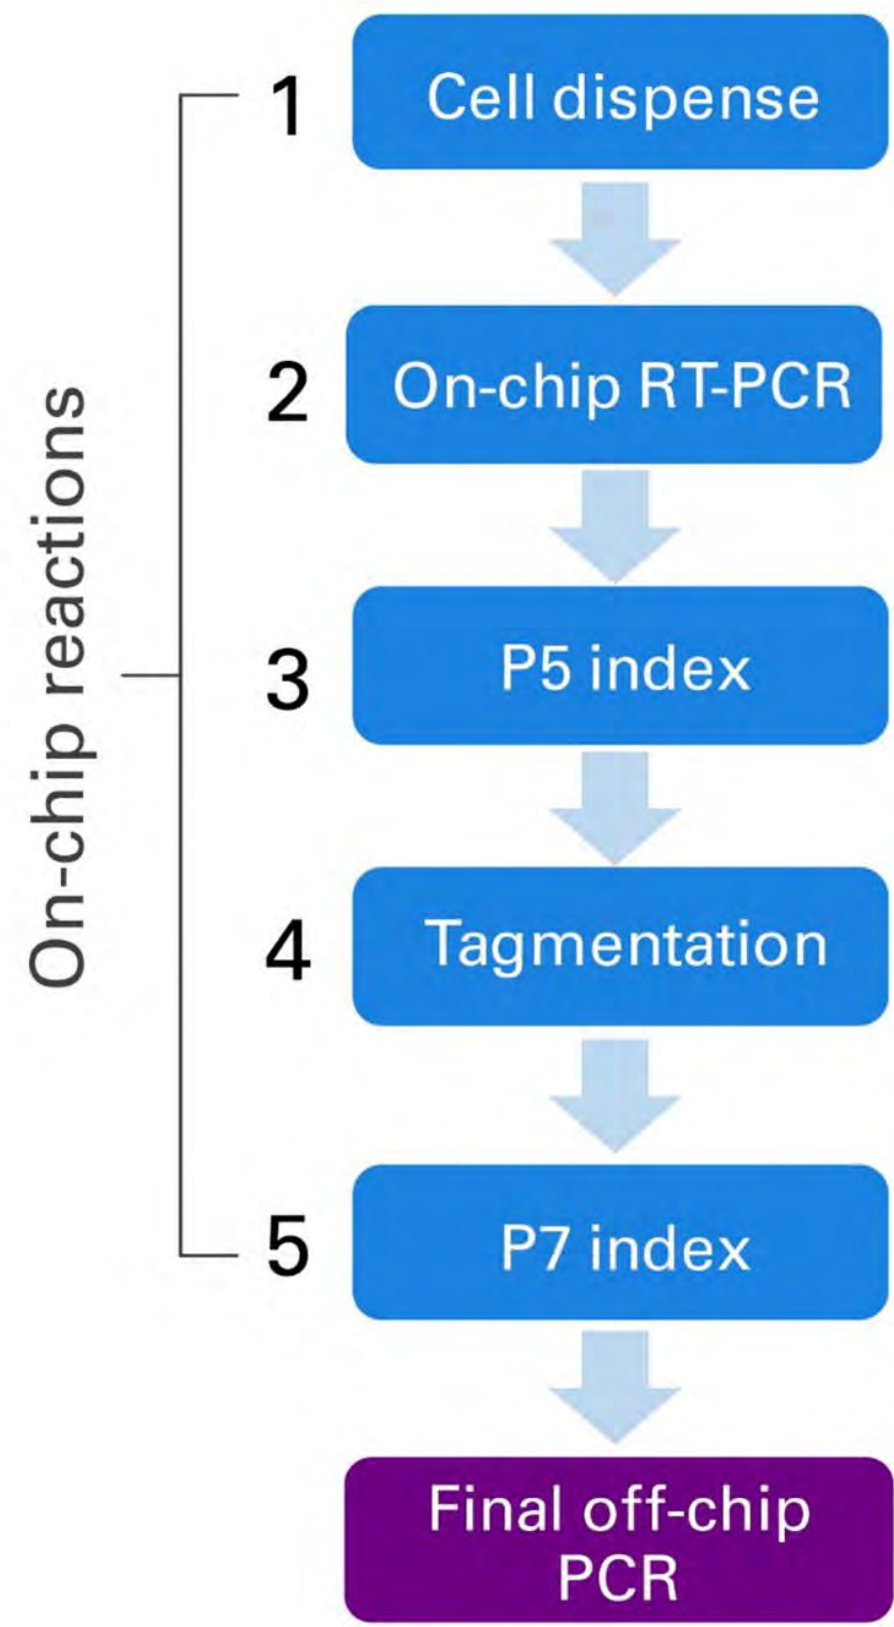 On-chip reactions
1
Cell dispense
2
On-chip RT-PCR
3
P5 index
4
Tagmentation
5
P7 index
Final off-chip
PCR